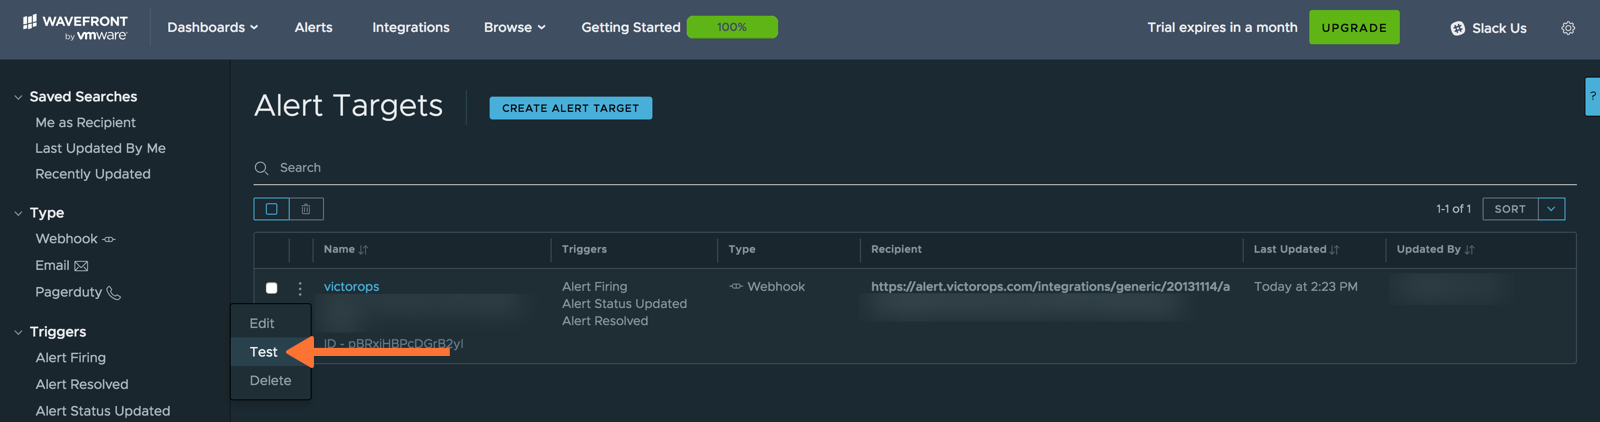 WAVEFRONT
by vmware
Dashboards
Alerts
Integrations
Browse
Getting Started
100%
Trial expires in a month
UPGRADE
Slack Us
?
Saved Searches
Me as Recipient
Last Updated By Me
Recently Updated
Type
Webhook
Email
Pagerduty
Triggers
Alert Firing
Alert Resolved
Alert Status Updated
Alert Targets
CREATE ALERT TARGET
Search
1-1 of 1
SORT
Name
Triggers
Type
Recipient
Last Updated
Updated By
victorops
Alert Firing
Alert Status Updated
Alert Resolved
Webhook
https://alert.victorops.com/integrations/generic/20131114/a
Today at 2:23 PM
ID - pBRxiHBPcDGrB2yI
Edit
Test
Delete